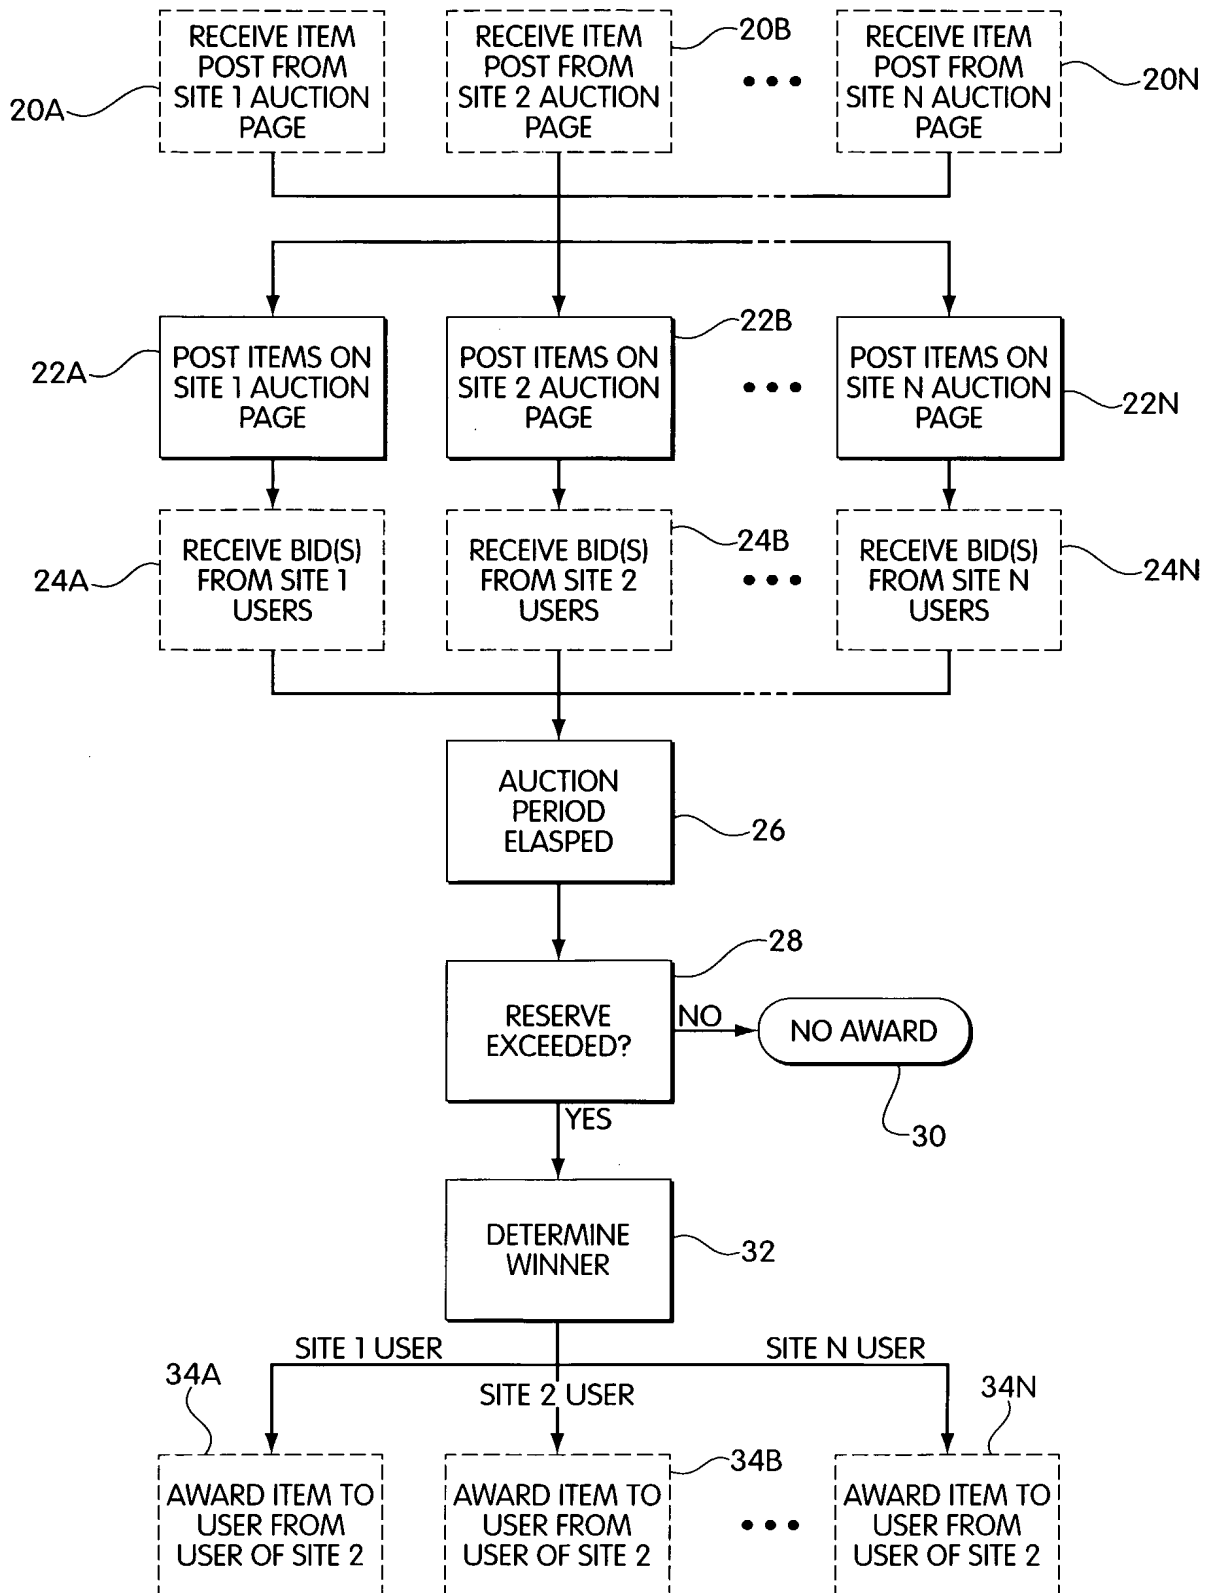 RECEIVE ITEM
POST FROM
SITE 1 AUCTION
PAGE
20A
RECEIVE ITEM
POST FROM
SITE 2 AUCTION
PAGE
20B
RECEIVE ITEM
POST FROM
SITE N AUCTION
PAGE
20N
POST ITEMS ON
SITE 1 AUCTION
PAGE
22A
POST ITEMS ON
SITE 2 AUCTION
PAGE
22B
POST ITEMS ON
SITE N AUCTION
PAGE
22N
RECEIVE BID(S)
FROM SITE 1
USERS
24A
RECEIVE BID(S)
FROM SITE 2
USERS
24B
RECEIVE BID(S)
FROM SITE N
USERS
24N
AUCTION
PERIOD
ELASPED
26
RESERVE
EXCEEDED?
28
NO
NO AWARD
30
YES
DETERMINE
WINNER
32
SITE 1 USER
SITE 2 USER
SITE N USER
34A
AWARD ITEM TO
USER FROM
USER OF SITE 2
34B
AWARD ITEM TO
USER FROM
USER OF SITE 2
34N
AWARD ITEM TO
USER FROM
USER OF SITE 2